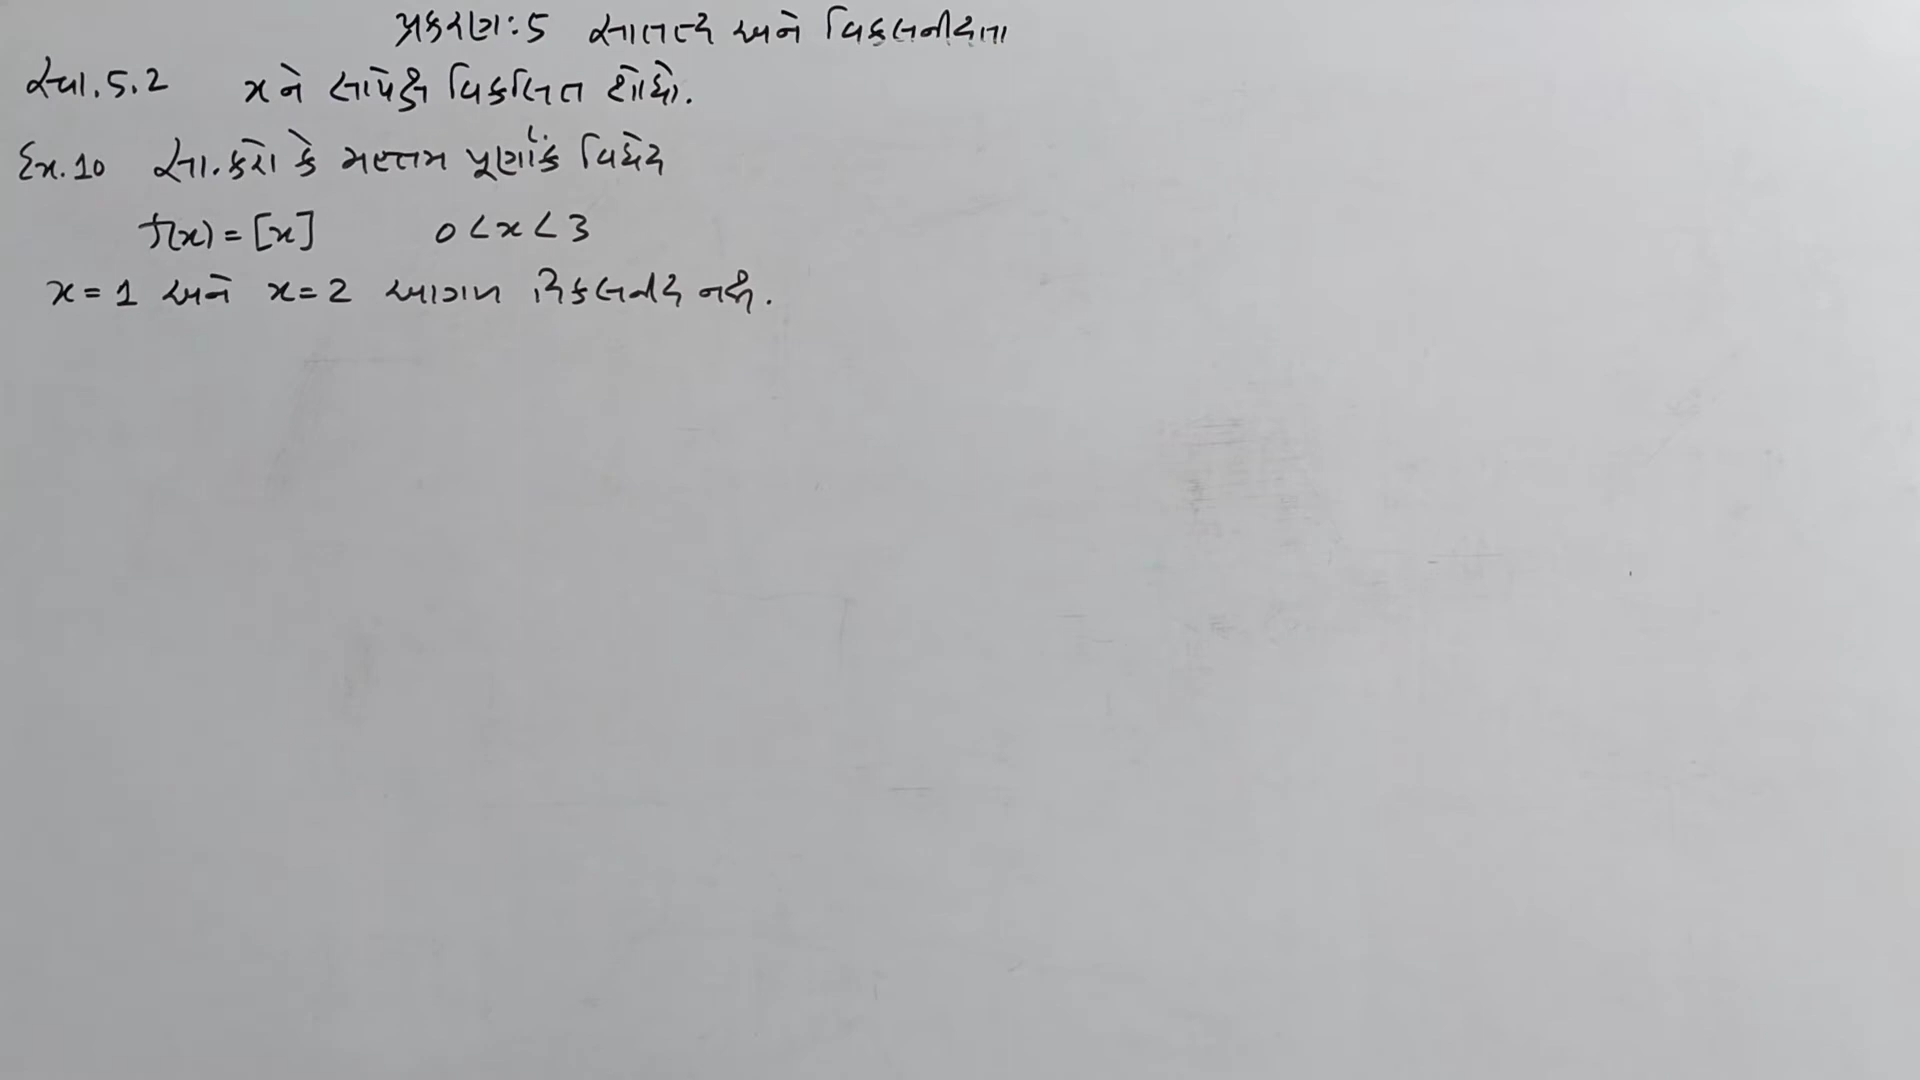 પ્રકરણ: 5 સાતત્ય અને વિકલનીયતા
સ્વા. 5.2 x ને સાપેક્ષ વિકલિત શોધો.
Ex. 10 સા. કરો કે મહત્તમ પૂર્ણાંક વિધેય
f(x) = [x] 0 < x < 3
x = 1 અને x = 2 આગળ વિકલનીય નથી.